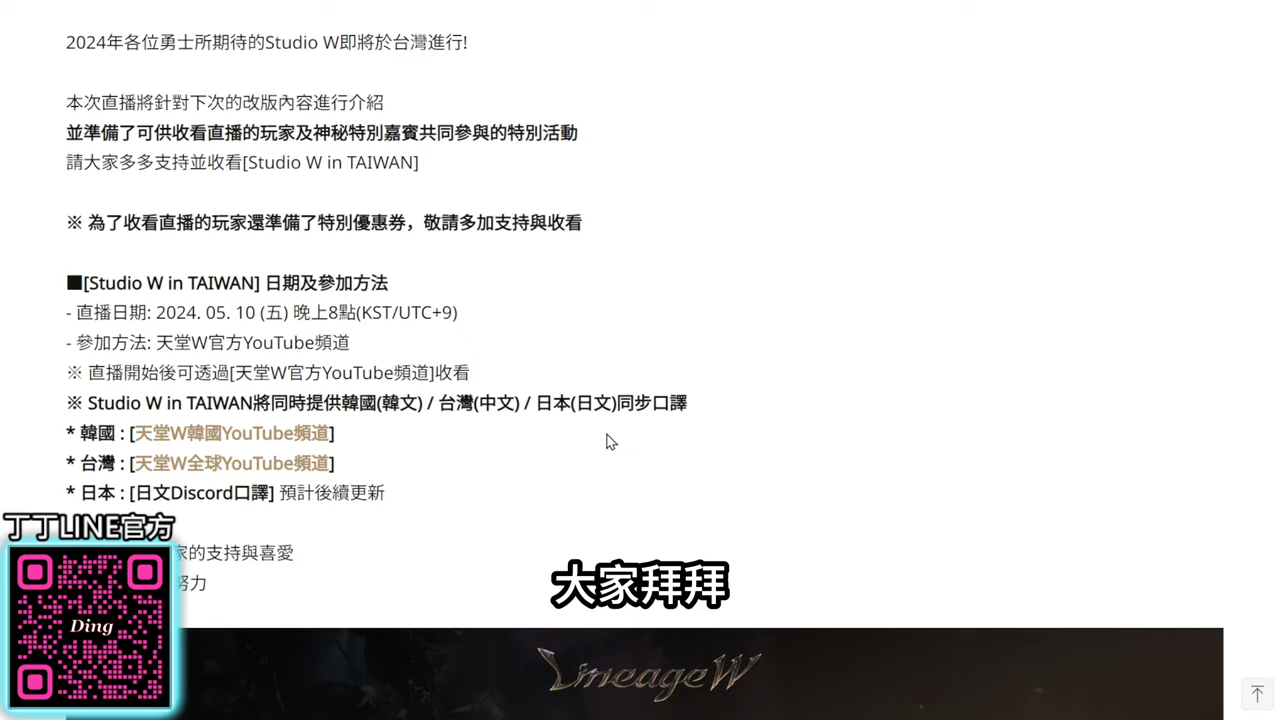 2024年各位勇士所期待的Studio W即將於台灣進行!
本次直播將針對下次的改版內容進行介紹
並準備了可供收看直播的玩家及神秘特別嘉賓共同參與的特別活動
請大家多多支持並收看[Studio W in TAIWAN]
※ 為了收看直播的玩家還準備了特別優惠券，敬請多加支持與收看
■[Studio W in TAIWAN] 日期及參加方法
- 直播日期: 2024. 05. 10 (五) 晚上8點(KST/UTC+9)
- 參加方法: 天堂W官方YouTube頻道
※ 直播開始後可透過[天堂W官方YouTube頻道]收看
※ Studio W in TAIWAN將同時提供韓國(韓文) / 台灣(中文) / 日本(日文)同步口譯
* 韓國 : [天堂W韓國YouTube頻道]
* 台灣 : [天堂W全球YouTube頻道]
* 日本 : [日文Discord口譯] 預計後續更新
丁丁LINE官方
家的支持與喜愛
努力
Ding
大家拜拜
LineageW